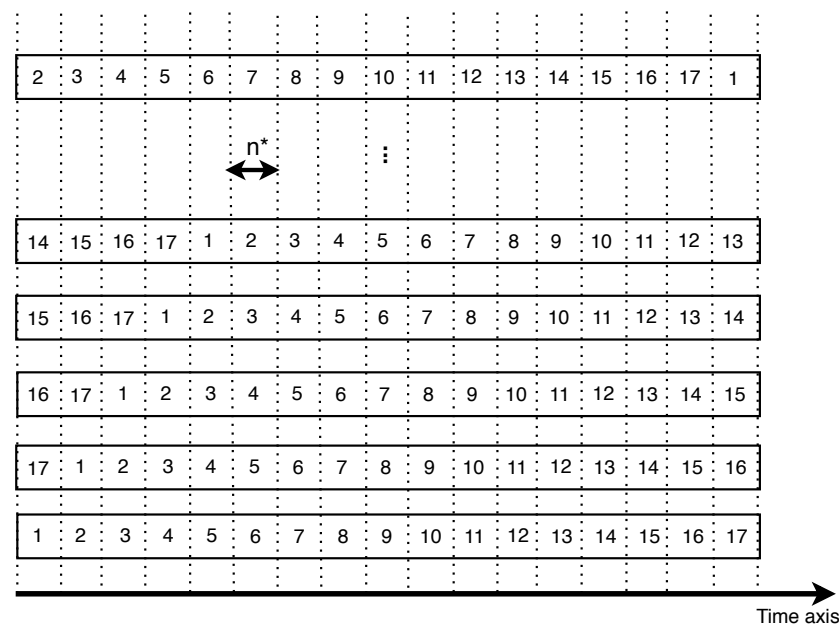 2 3 4 5 6 7 8 9 10 11 12 13 14 15 16 17 1
n*
⋮
14 15 16 17 1 2 3 4 5 6 7 8 9 10 11 12 13
15 16 17 1 2 3 4 5 6 7 8 9 10 11 12 13 14
16 17 1 2 3 4 5 6 7 8 9 10 11 12 13 14 15
17 1 2 3 4 5 6 7 8 9 10 11 12 13 14 15 16
1 2 3 4 5 6 7 8 9 10 11 12 13 14 15 16 17
Time axis